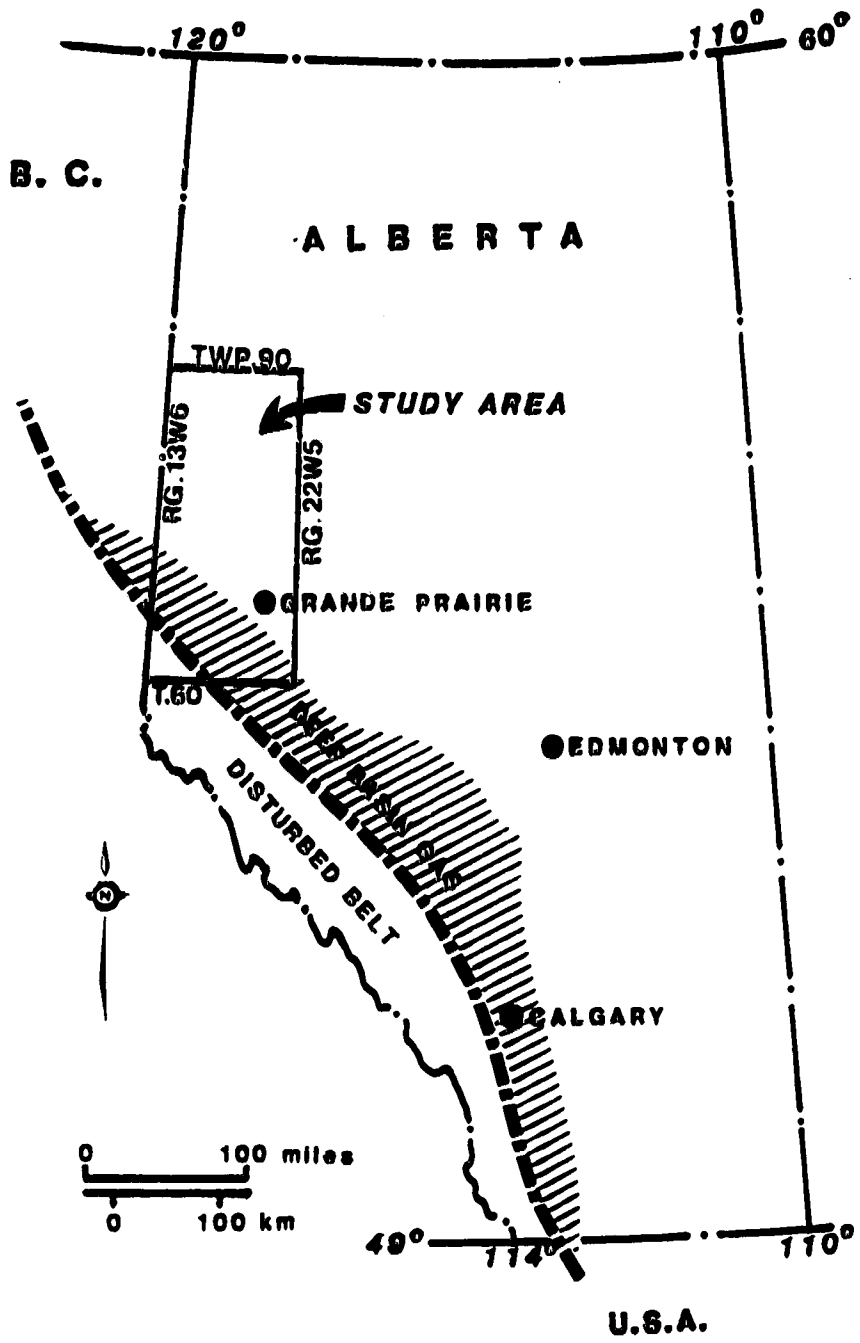 120° 110° 60°
B. C.
ALBERTA
TWP. 90
STUDY AREA
RG. 13W6
RG. 22W5
GRANDE PRAIRIE
T.60
DEEP BASIN GAS
EDMONTON
DISTURBED BELT
N
CALGARY
0 100 miles
0 100 km
49° 114° 110°
U.S.A.